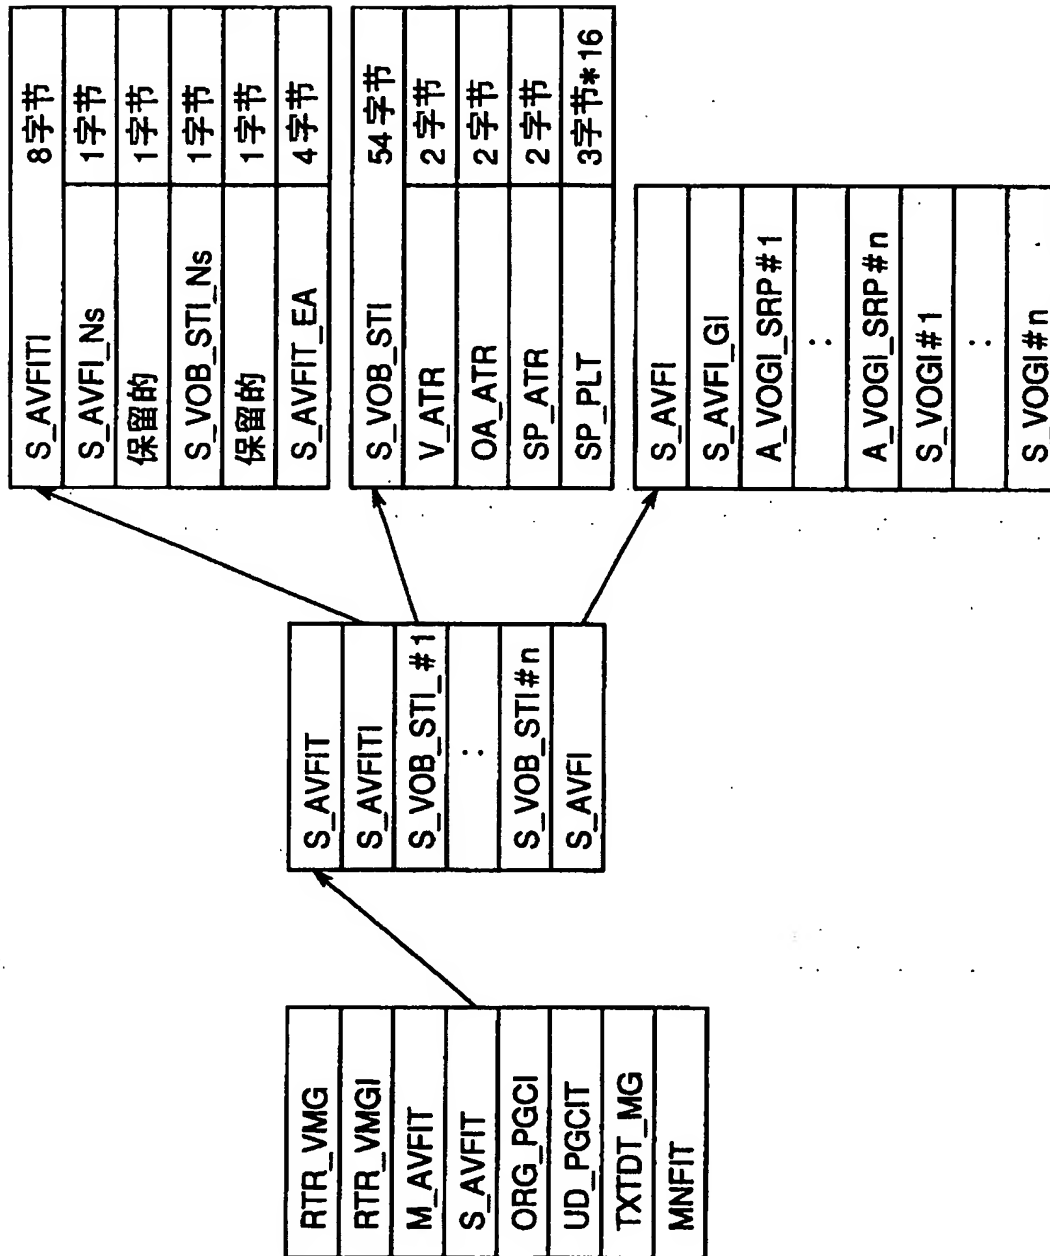 RTR_VMG
RTR_VMGI
M_AVFIT
S_AVFIT
ORG_PGCI
UD_PGCIT
TXTDT_MG
MNFIT
S_AVFIT
S_AVFITI
S_VOB_STI_#1
:
S_VOB_STI#n
S_AVFI
S_AVFITI 8字节
S_AVFI_Ns 1字节
保留的 1字节
S_VOB_STI_Ns 1字节
保留的 1字节
S_AVFIT_EA 4字节
S_VOB_STI 54字节
V_ATR 2字节
OA_ATR 2字节
SP_ATR 2字节
SP_PLT 3字节*16
S_AVFI
S_AVFI_GI
A_VOGI_SRP#1
:
A_VOGI_SRP#n
S_VOGI#1
:
S_VOGI#n